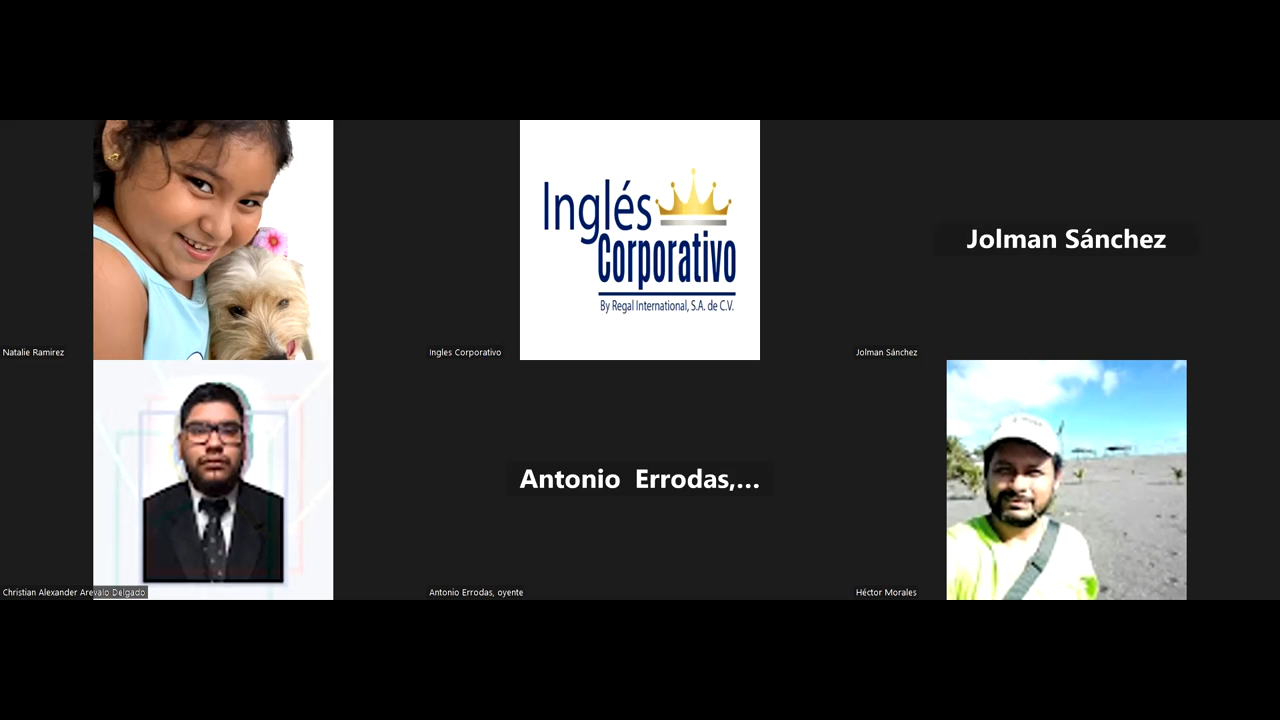 Inglés
Corporativo
By Regal International, S.A. de C.V.
Jolman Sánchez
Natalie Ramirez
Ingles Corporativo
Jolman Sánchez
Antonio Errodas,...
Christian Alexander Arevalo Delgado
Antonio Errodas, oyente
Héctor Morales